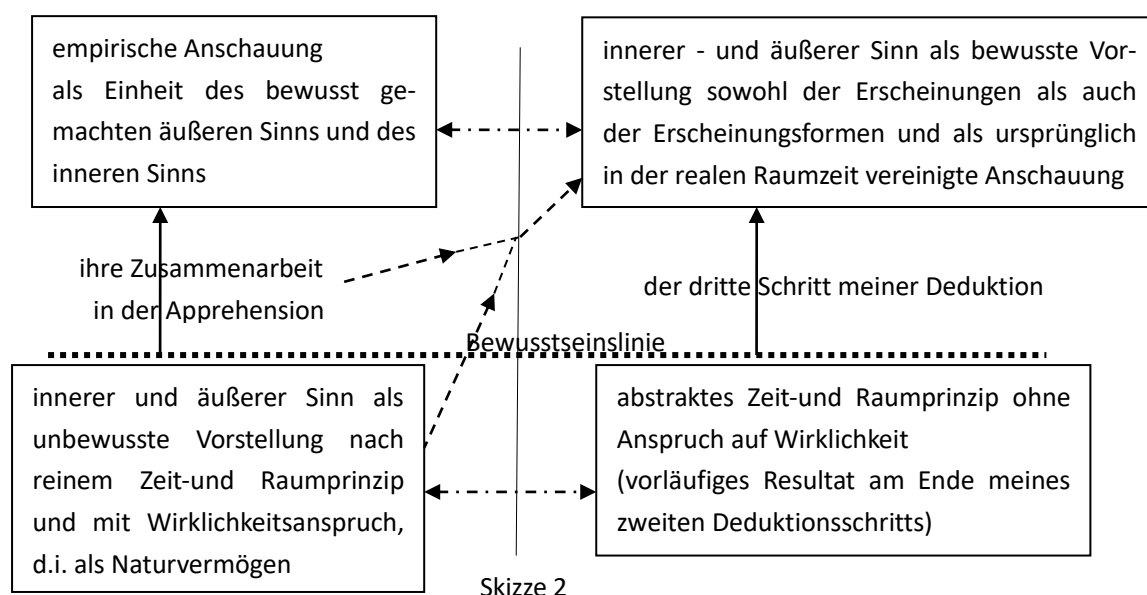 empirische Anschauung
als Einheit des bewusst ge-
machten äußeren Sinns und des
inneren Sinns
innerer - und äußerer Sinn als bewusste Vor-
stellung sowohl der Erscheinungen als auch
der Erscheinungsformen und als ursprünglich
in der realen Raumzeit vereinigte Anschauung
ihre Zusammenarbeit
in der Apprehension
der dritte Schritt meiner Deduktion
Bewusstseinslinie
innerer und äußerer Sinn als
unbewusste Vorstellung nach
reinem Zeit-und Raumprinzip
und mit Wirklichkeitsanspruch,
d.i. als Naturvermögen
abstraktes Zeit-und Raumprinzip ohne
Anspruch auf Wirklichkeit
(vorläufiges Resultat am Ende meines
zweiten Deduktionsschritts)
Skizze 2